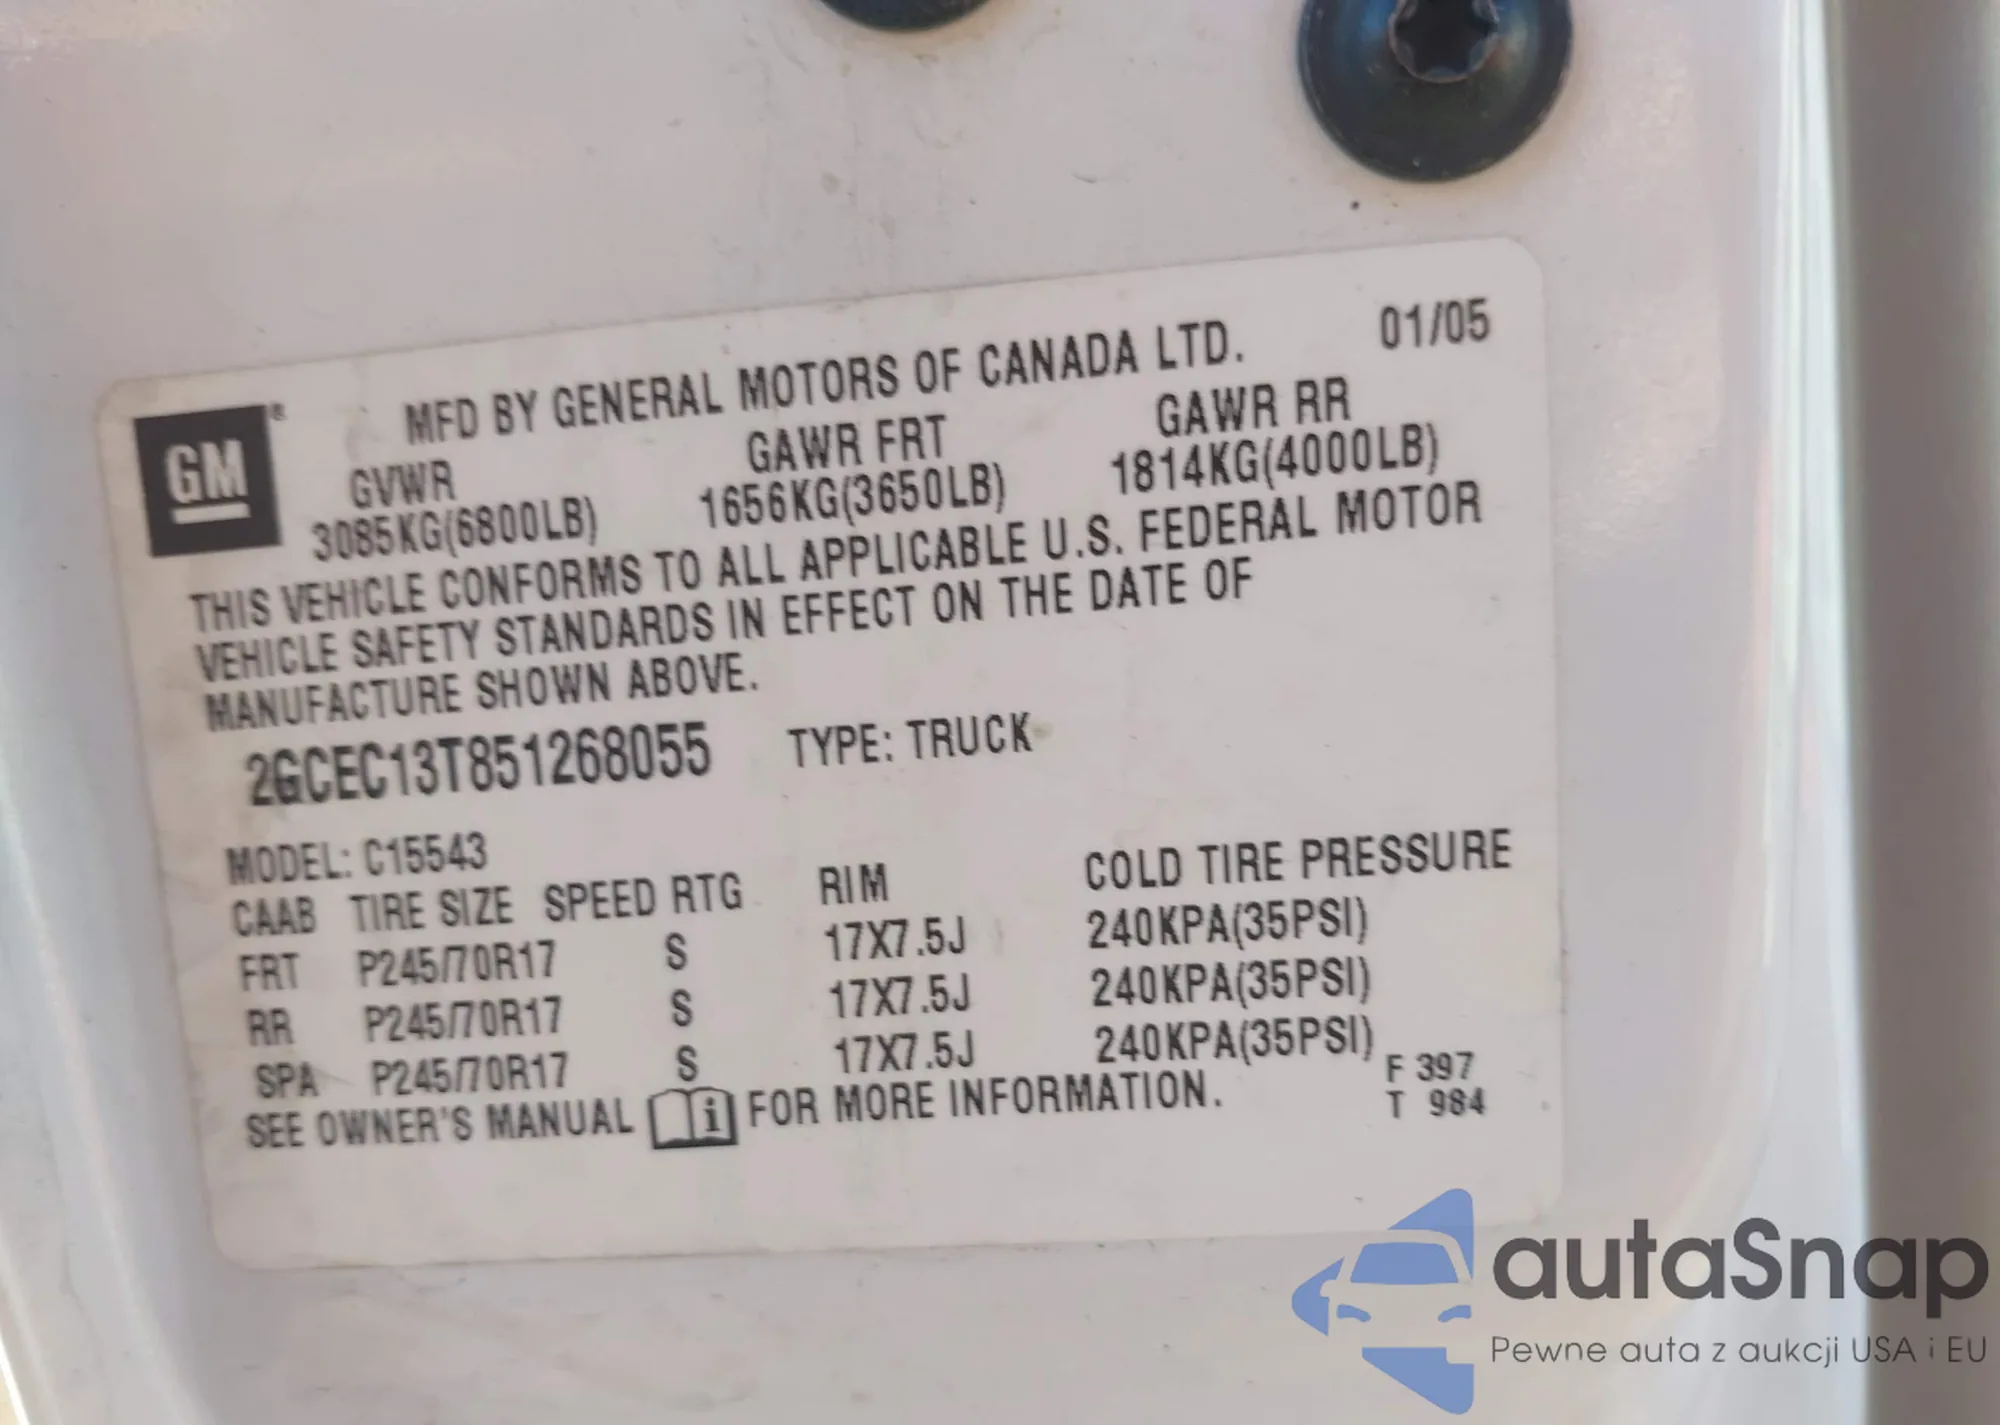 MFD BY GENERAL MOTORS OF CANADA LTD. 01/05
GM®
GVWR GAWR FRT GAWR RR
3085KG(6800LB) 1656KG(3650LB) 1814KG(4000LB)
THIS VEHICLE CONFORMS TO ALL APPLICABLE U.S. FEDERAL MOTOR
VEHICLE SAFETY STANDARDS IN EFFECT ON THE DATE OF
MANUFACTURE SHOWN ABOVE.
2GCEC13T851268055 TYPE: TRUCK
MODEL: C15543
CAAB TIRE SIZE SPEED RTG RIM COLD TIRE PRESSURE
FRT P245/70R17 S 17X7.5J 240KPA(35PSI)
RR P245/70R17 S 17X7.5J 240KPA(35PSI)
SPA P245/70R17 S 17X7.5J 240KPA(35PSI)
SEE OWNER'S MANUAL i FOR MORE INFORMATION.
F 397
T 984
autaSnap
Pewne auta z aukcji USA i EU